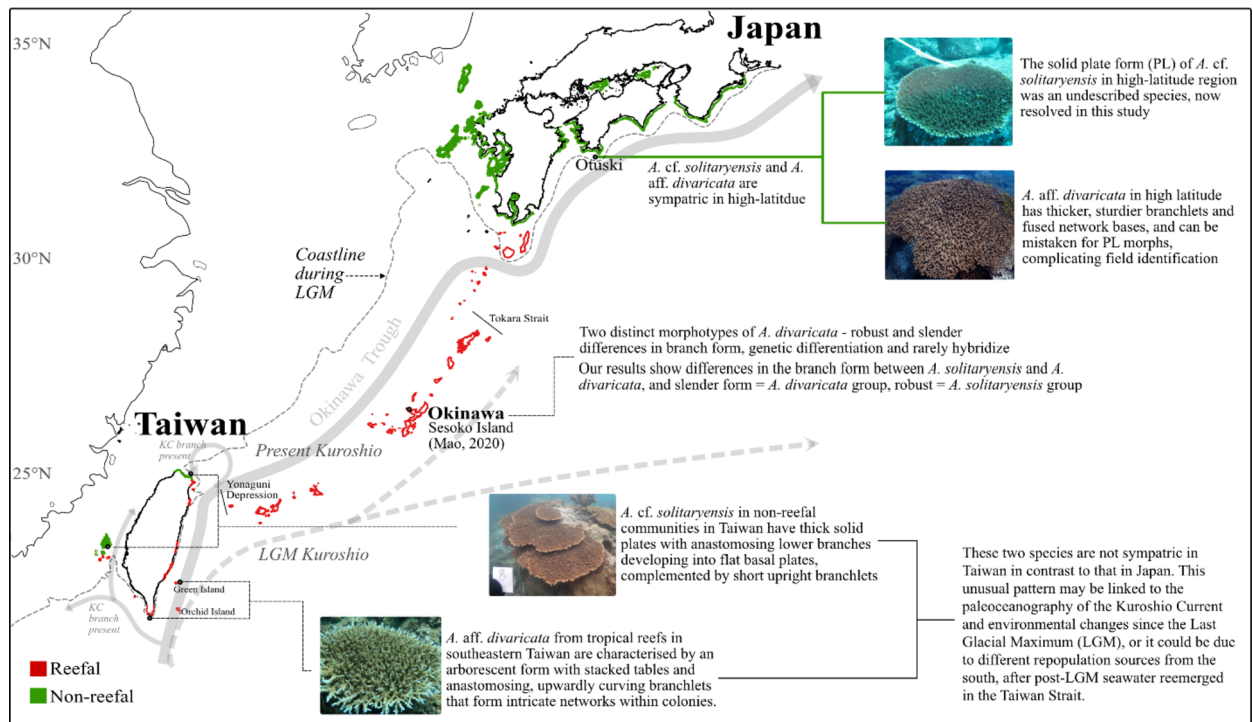 35°N
30°N
25°N
Japan
Otuski
A. cf. solitaryensis and A.
aff. divaricata are
sympatric in high-latitdue
The solid plate form (PL) of A. cf.
solitaryensis in high-latitude region
was an undescribed species, now
resolved in this study
A. aff. divaricata in high latitude
has thicker, sturdier branchlets and
fused network bases, and can be
mistaken for PL morphs,
complicating field identification
Coastline
during
LGM
Okinawa Trough
Tokara Strait
Two distinct morphotypes of A. divaricata - robust and slender
differences in branch form, genetic differentiation and rarely hybridize
Our results show differences in the branch form between A. solitaryensis and A.
divaricata, and slender form = A. divaricata group, robust = A. solitaryensis group
Okinawa
Sesoko Island
(Mao, 2020)
Taiwan
KC branch
present
Present Kuroshio
Yonaguni
Depression
LGM Kuroshio
A. cf. solitaryensis in non-reefal
communities in Taiwan have thick solid
plates with anastomosing lower branches
developing into flat basal plates,
complemented by short upright branchlets
Green Island
Orchid Island
KC
branch
present
A. aff. divaricata from tropical reefs in
southeastern Taiwan are characterised by an
arborescent form with stacked tables and
anastomosing, upwardly curving branchlets
that form intricate networks within colonies.
These two species are not sympatric in
Taiwan in contrast to that in Japan. This
unusual pattern may be linked to the
paleoceanography of the Kuroshio Current
and environmental changes since the Last
Glacial Maximum (LGM), or it could be due
to different repopulation sources from the
south, after post-LGM seawater reemerged
in the Taiwan Strait.
Reefal
Non-reefal